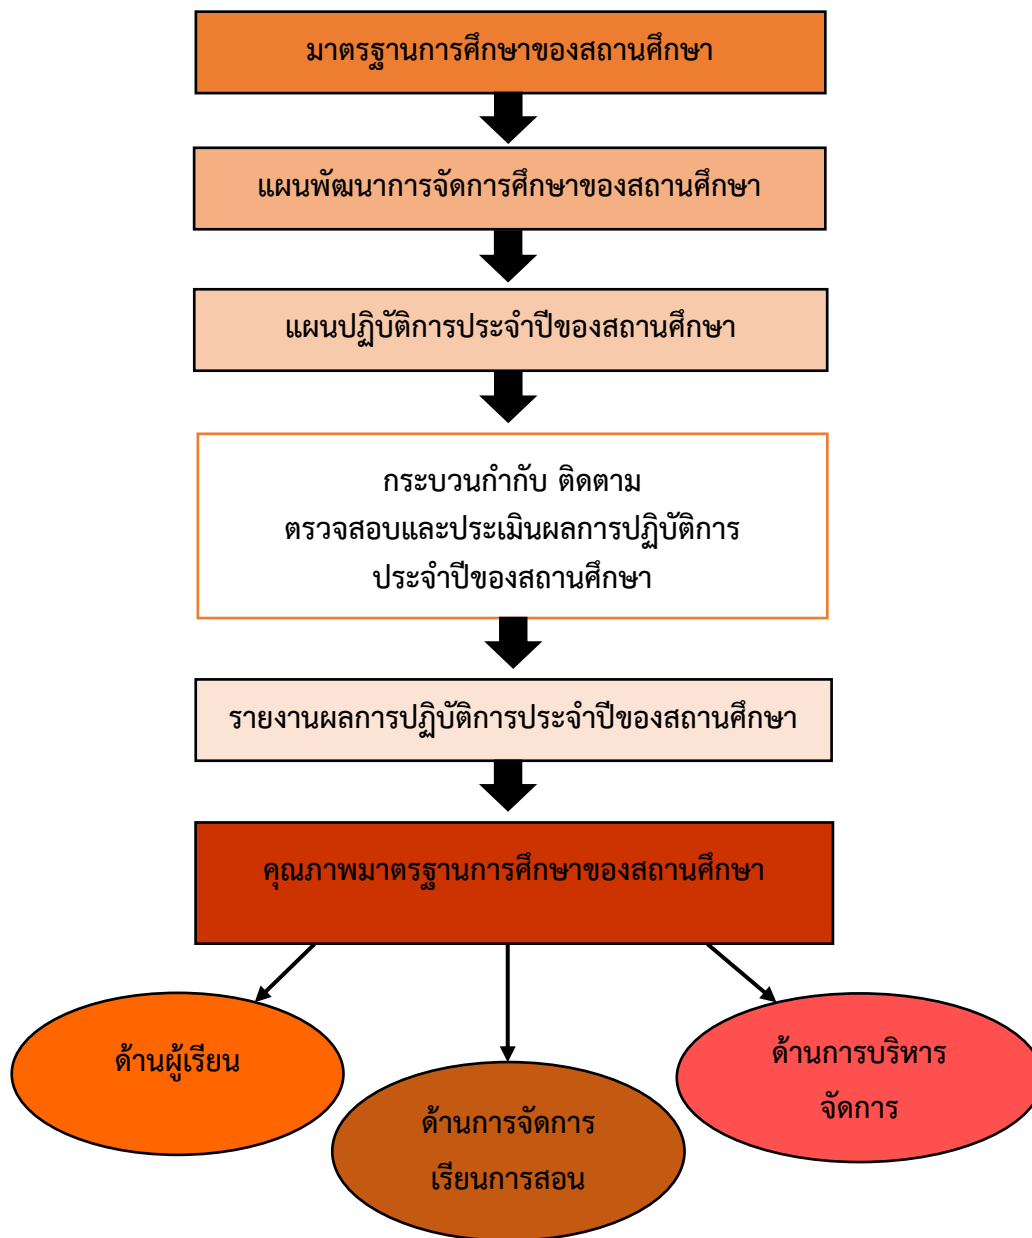 มาตรฐานการศึกษาของสถานศึกษา
แผนพัฒนาการจัดการศึกษาของสถานศึกษา
แผนปฏิบัติการประจำปีของสถานศึกษา
กระบวนกำกับ ติดตาม
ตรวจสอบและประเมินผลการปฏิบัติการ
ประจำปีของสถานศึกษา
รายงานผลการปฏิบัติการประจำปีของสถานศึกษา
คุณภาพมาตรฐานการศึกษาของสถานศึกษา
ด้านผู้เรียน
ด้านการจัดการ
เรียนการสอน
ด้านการบริหาร
จัดการ